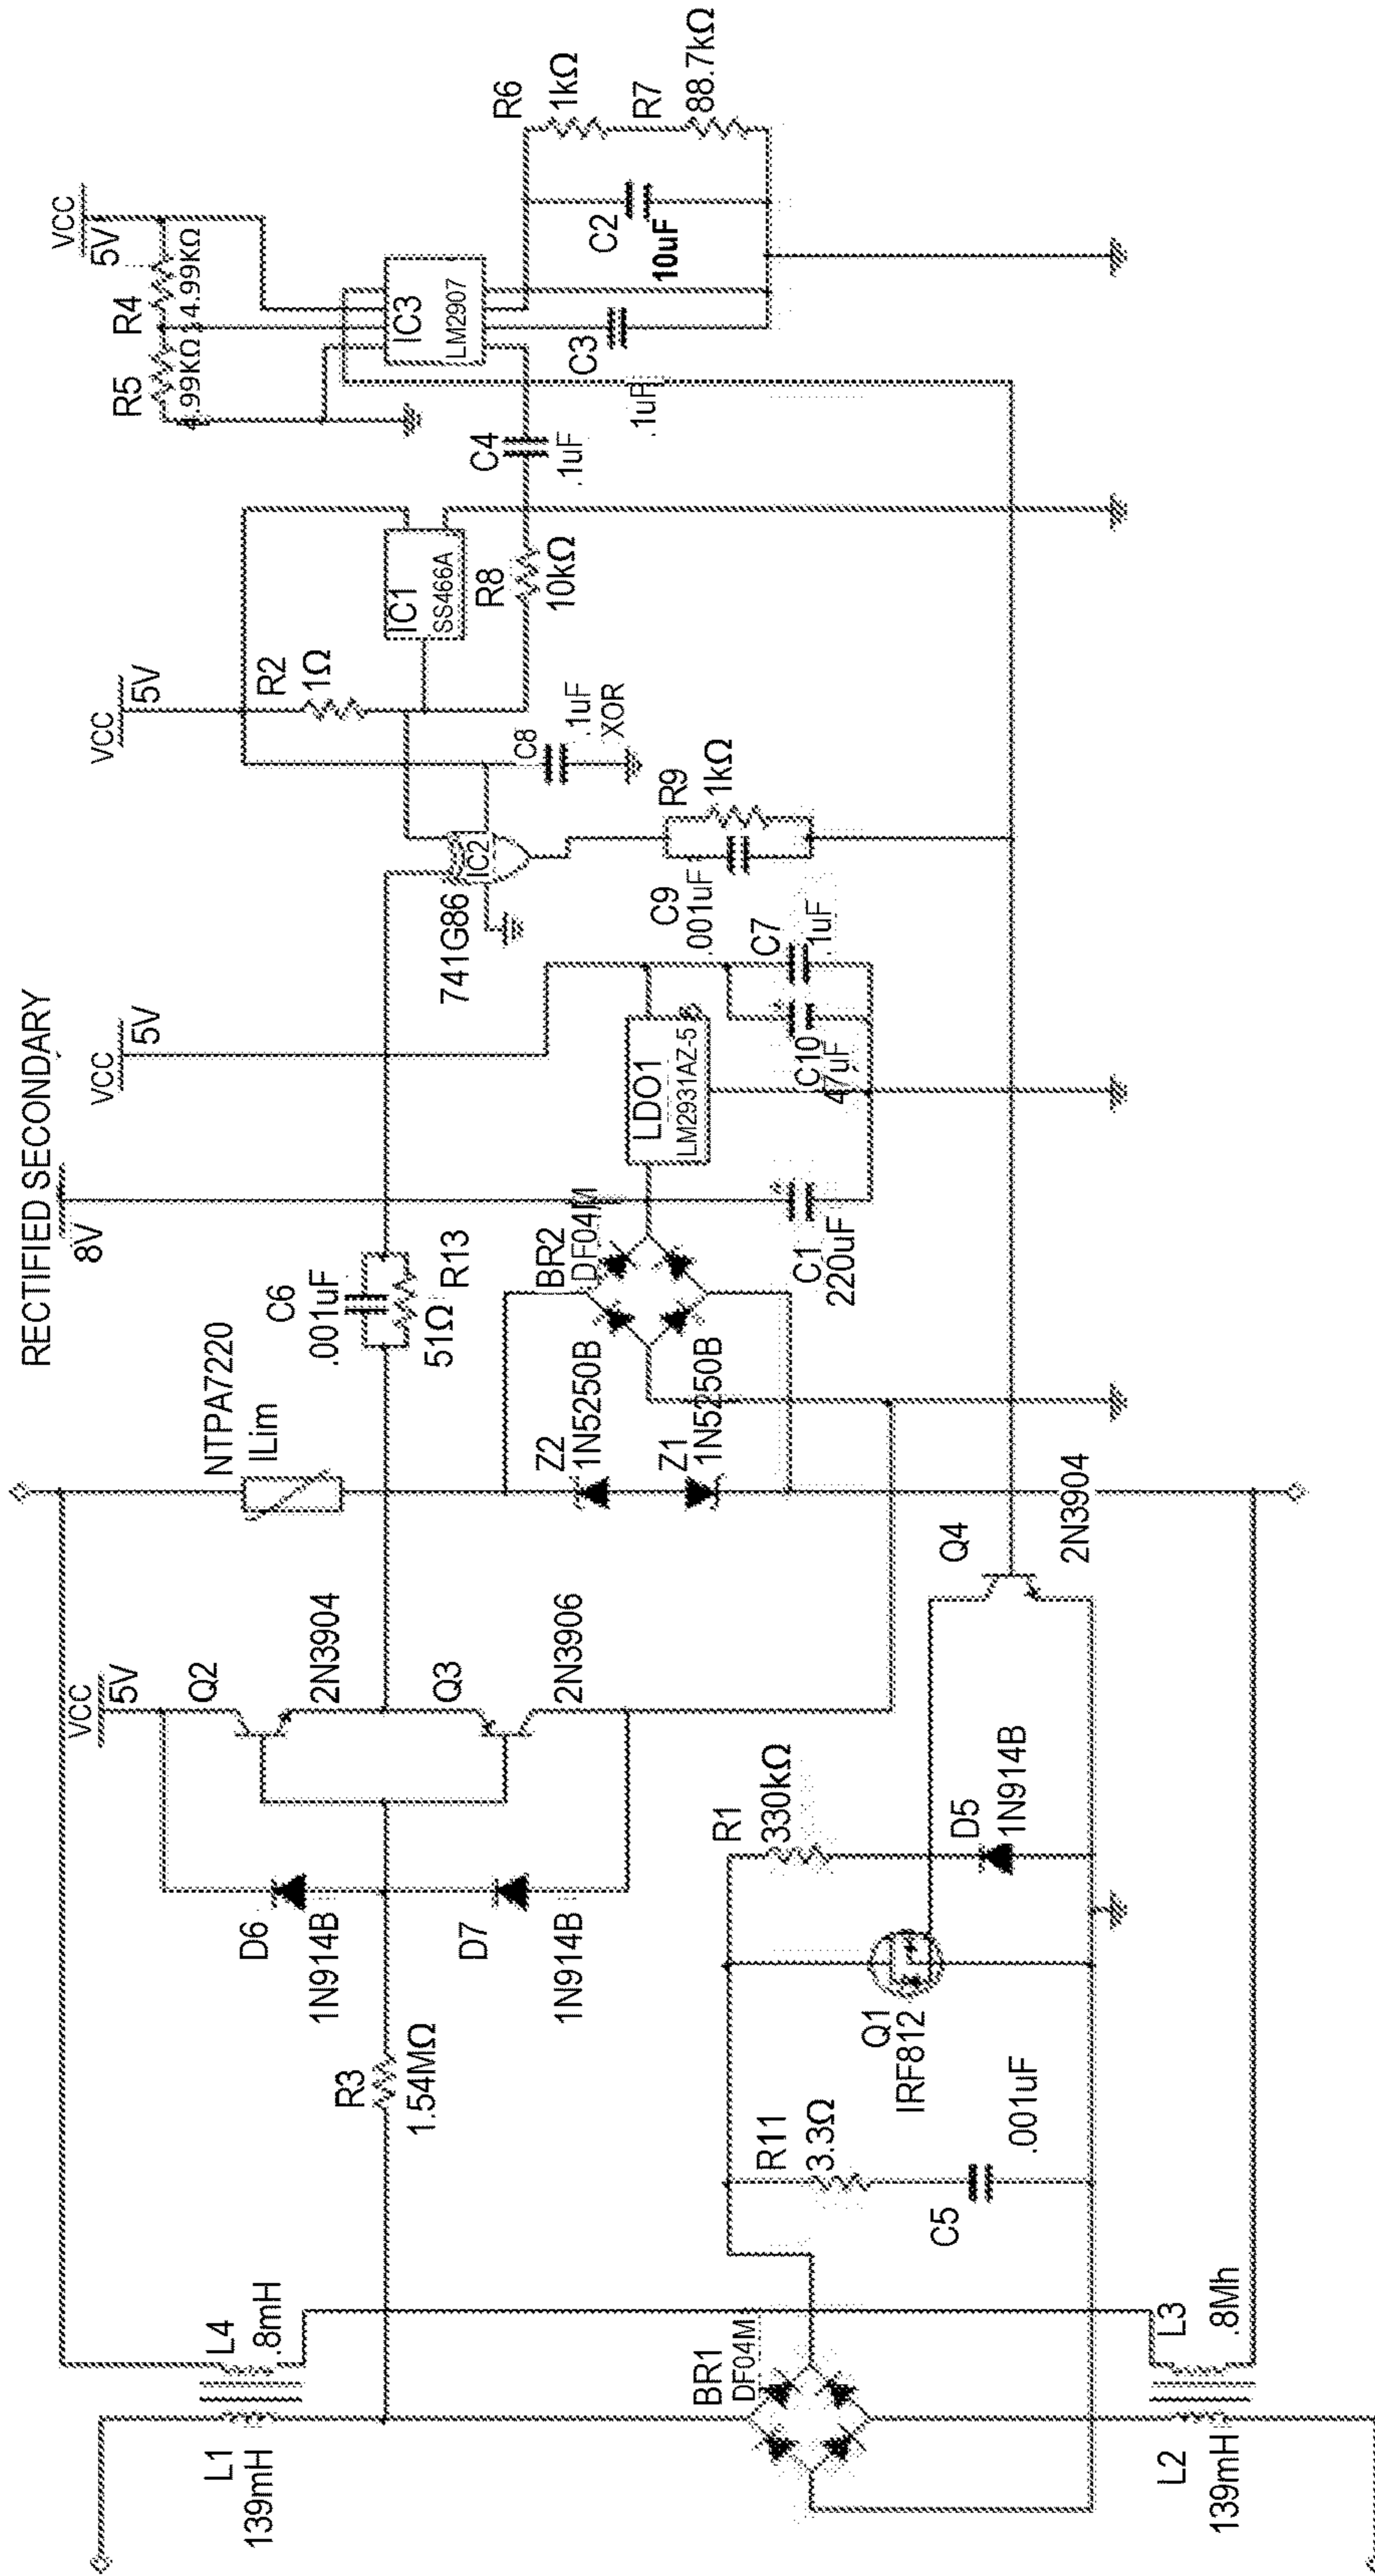 RECTIFIED SECONDARY
8V
VCC
5V
VCC
5V
VCC
5V
VCC
5V
L1
139mH
L4
.8mH
R3
1.54MΩ
D6
1N914B
D7
1N914B
Q2
2N3904
Q3
2N3906
NTPA7220
ILim
C6
.001uF
R13
51Ω
Z2
1N5250B
Z1
1N5250B
BR2
DF04M
C1
220uF
LDO1
LM2931AZ-5
C10
47uF
C7
.1uF
741G86
IC2
C9
.001uF
R9
1kΩ
C8
.1uF
XOR
R2
1Ω
IC1
SS466A
R8
10kΩ
C4
.1uF
R5
4.99KΩ
R4
14.99KΩ
IC3
LM2907
C3
.1uF
C2
10uF
R6
1kΩ
R7
88.7kΩ
BR1
DF04M
L2
139mH
L3
.8Mh
R11
3.3Ω
C5
.001uF
Q1
IRF812
R1
330kΩ
D5
1N914B
Q4
2N3904